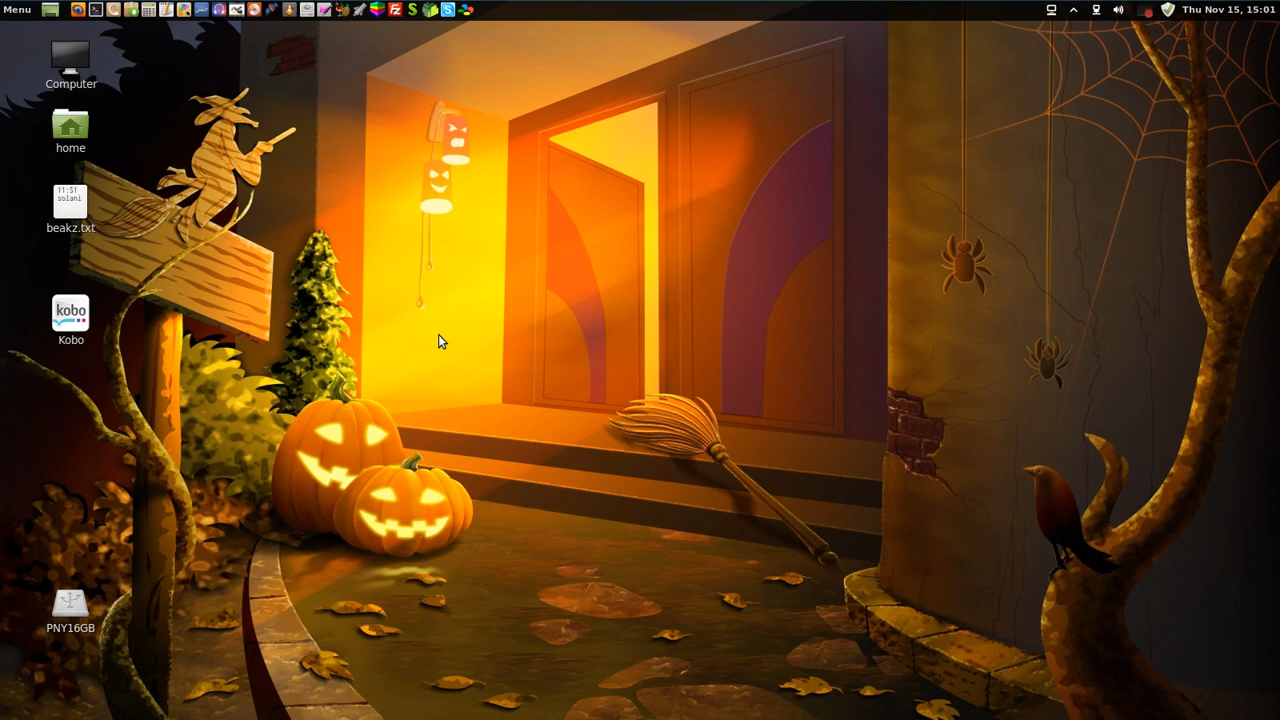 Menu
Thu Nov 15, 15:01
Computer
home
11:51
solani
beakz.txt
kobo
Kobo
PNY16GB